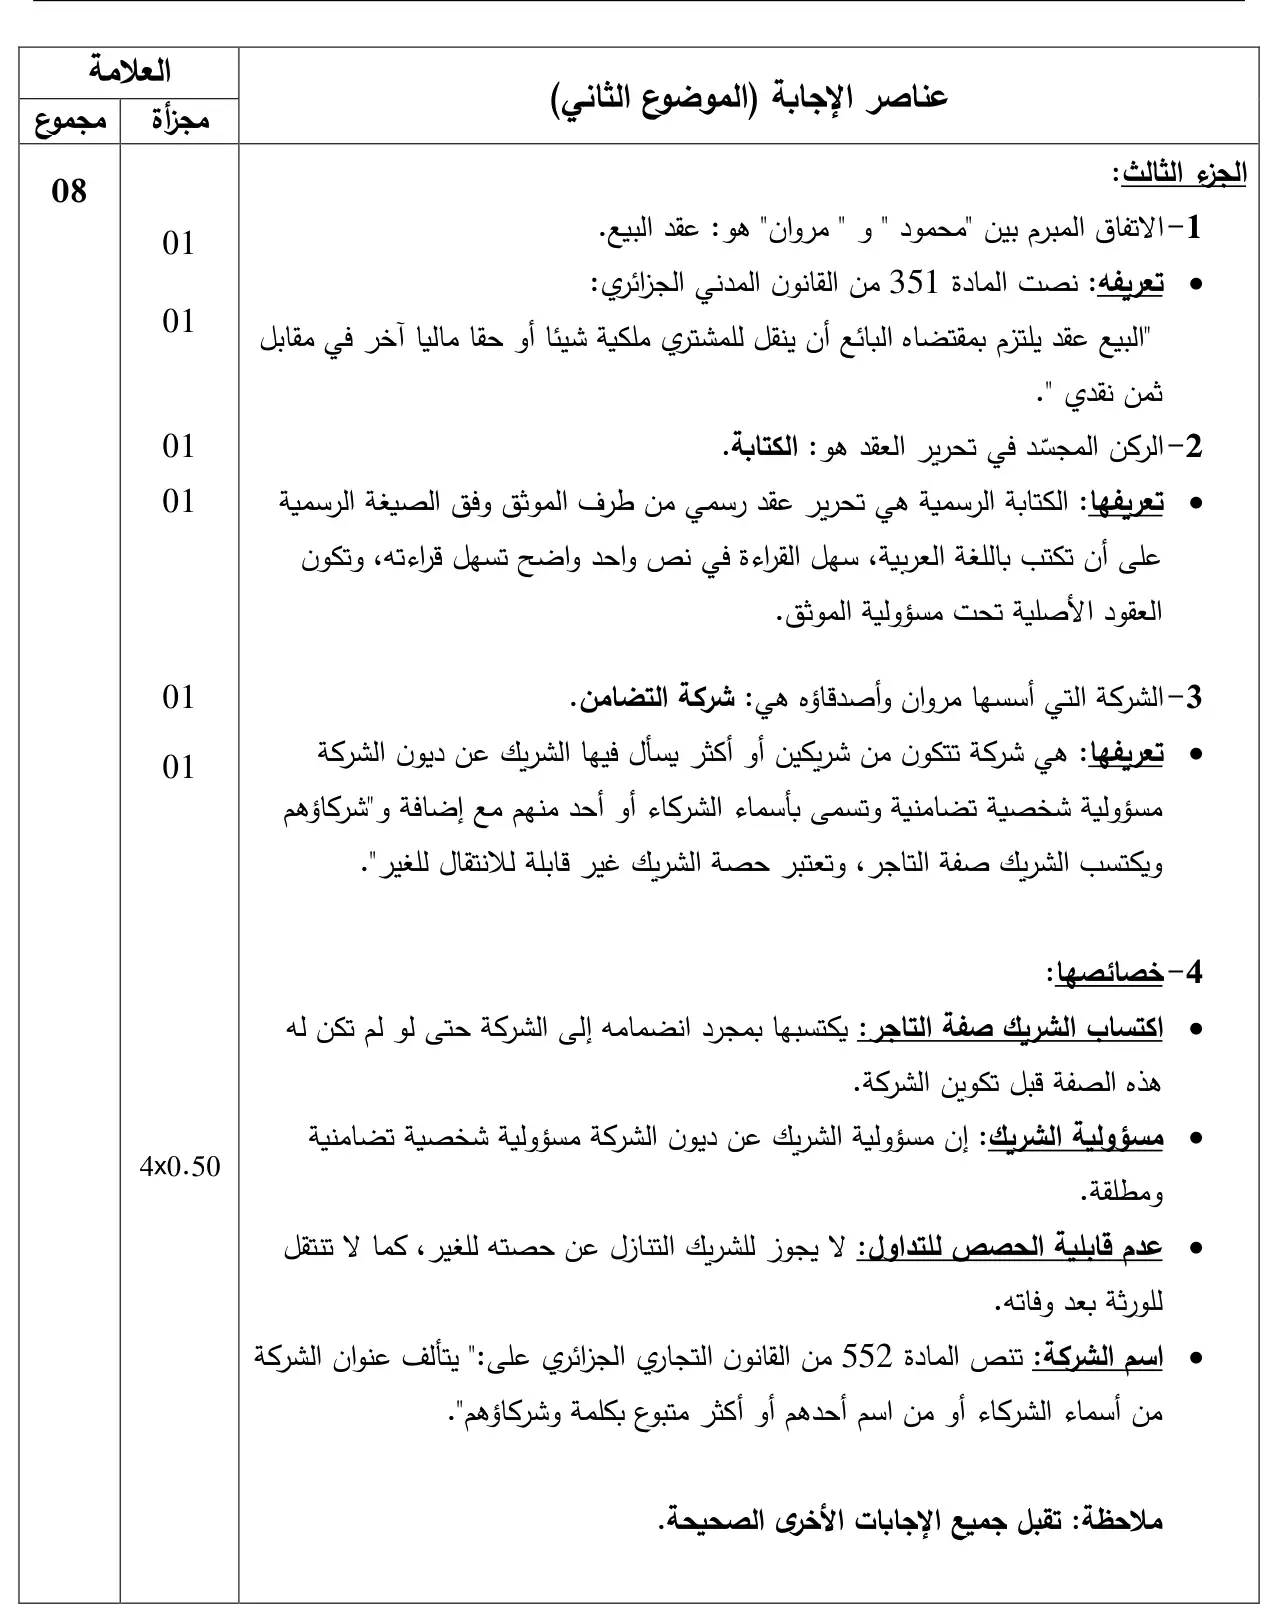 العلامة
عناصر الإجابة (الموضوع الثاني)
مجزأة
مجموع
08
الجزء الثالث:
1-الاتفاق المبرم بين "محمود " و " مروان" هو: عقد البيع.
01
• تعريفه: نصت المادة 351 من القانون المدني الجزائري:
"البيع عقد يلتزم بمقتضاه البائع أن ينقل للمشتري ملكية شيئا أو حقا ماليا آخر في مقابل
01
ثمن نقدي ".
2-الركن المجسّد في تحرير العقد هو: الكتابة.
01
• تعريفها: الكتابة الرسمية هي تحرير عقد رسمي من طرف الموثق وفق الصيغة الرسمية
01
على أن تكتب باللغة العربية، سهل القراءة في نص واحد واضح تسهل قراءته، وتكون
العقود الأصلية تحت مسؤولية الموثق.
3-الشركة التي أسسها مروان وأصدقاؤه هي: شركة التضامن.
01
• تعريفها: هي شركة تتكون من شريكين أو أكثر يسأل فيها الشريك عن ديون الشركة
01
مسؤولية شخصية تضامنية وتسمى بأسماء الشركاء أو أحد منهم مع إضافة و"شركاؤهم
ويكتسب الشريك صفة التاجر، وتعتبر حصة الشريك غير قابلة للانتقال للغير".
4-خصائصها:
• اكتساب الشريك صفة التاجر: يكتسبها بمجرد انضمامه إلى الشركة حتى لو لم تكن له
هذه الصفة قبل تكوين الشركة.
• مسؤولية الشريك: إن مسؤولية الشريك عن ديون الشركة مسؤولية شخصية تضامنية
4x0.50
ومطلقة.
• عدم قابلية الحصص للتداول: لا يجوز للشريك التنازل عن حصته للغير، كما لا تنتقل
للورثة بعد وفاته.
• اسم الشركة: تنص المادة 552 من القانون التجاري الجزائري على:" يتألف عنوان الشركة
من أسماء الشركاء أو من اسم أحدهم أو أكثر متبوع بكلمة وشركاؤهم".
ملاحظة: تقبل جميع الإجابات الأخرى الصحيحة.